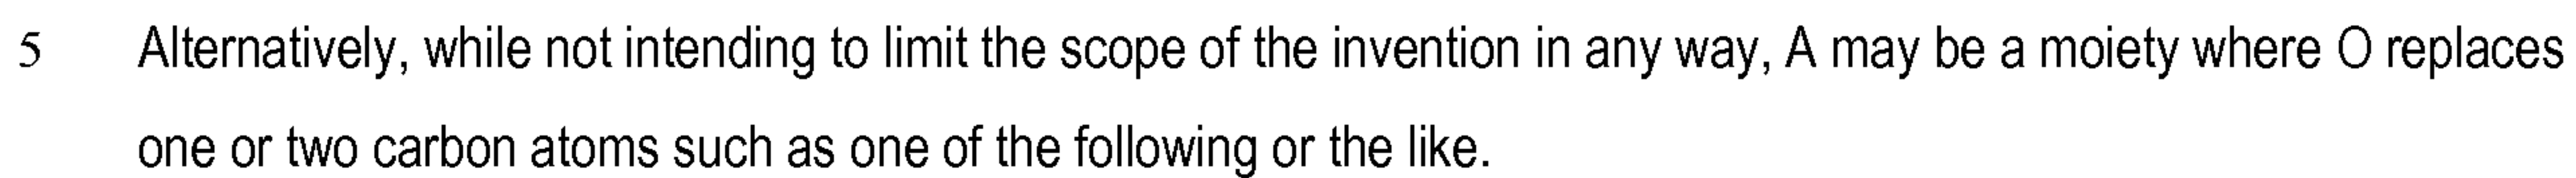 5 Alternatively, while not intending to limit the scope of the invention in any way, A may be a moiety where O replaces
one or two carbon atoms such as one of the following or the like.